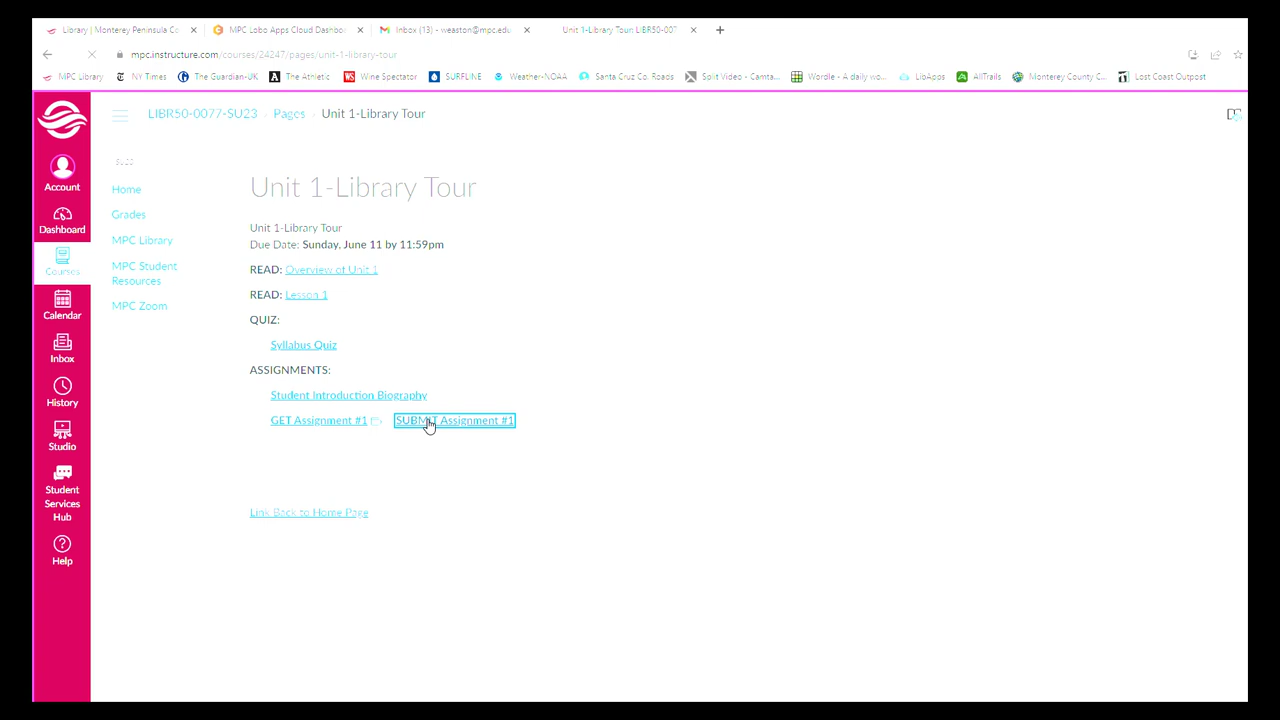 Library | Monterey Peninsula Co
MPC Lobo Apps Cloud Dashbo
Inbox (13) - weaston@mpc.edu
Unit 1-Library Tour: LIBR50-007
mpc.instructure.com/courses/24247/pages/unit-1-library-tour
MPC Library
NY Times
The Guardian-UK
The Athletic
Wine Spectator
SURFLINE
Weather-NOAA
Santa Cruz Co. Roads
Split Video - Camta...
Wordle - A daily wo...
LibApps
AllTrails
Monterey County C...
Lost Coast Outpost
LIBR50-0077-SU23 › Pages › Unit 1-Library Tour
SU23
Account
Dashboard
Courses
Calendar
Inbox
History
Studio
Student
Services
Hub
Help
Home
Grades
MPC Library
MPC Student
Resources
MPC Zoom
Unit 1-Library Tour
Unit 1-Library Tour
Due Date: Sunday, June 11 by 11:59pm
READ: Overview of Unit 1
READ: Lesson 1
QUIZ:
Syllabus Quiz
ASSIGNMENTS:
Student Introduction Biography
GET Assignment #1 SUBMIT Assignment #1
Link Back to Home Page